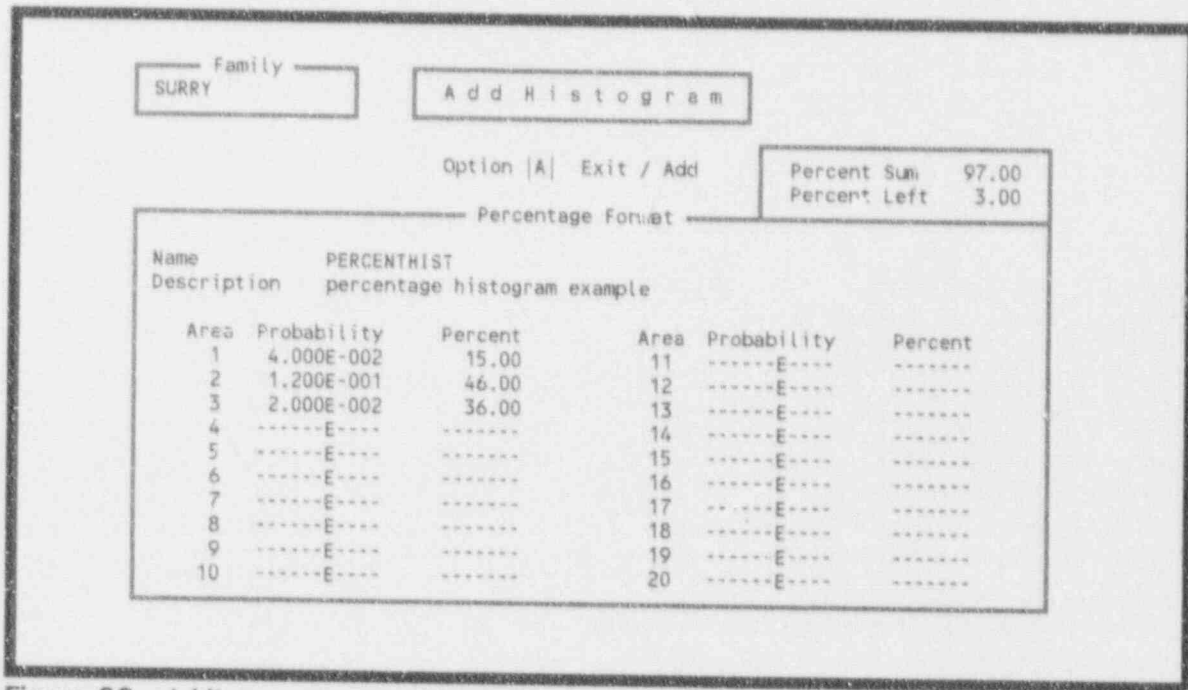 Family
SURRY
Add Histogram
Option |A| Exit / Add
Percent Sum 97.00
Percent Left 3.00
Percentage Format
Name PERCENTHIST
Description percentage histogram example
Area Probability Percent Area Probability Percent
1 4.000E-002 15.00 11 ------E---- -------
2 1.200E-001 46.00 12 ------E---- -------
3 2.000E-002 36.00 13 ------E---- -------
4 ------E---- ------- 14 ------E---- -------
5 ------E---- ------- 15 ------E---- -------
6 ------E---- ------- 16 ------E---- -------
7 ------E---- ------- 17 ------E---- -------
8 ------E---- ------- 18 ------E---- -------
9 ------E---- ------- 19 ------E---- -------
10 ------E---- ------- 20 ------E---- -------